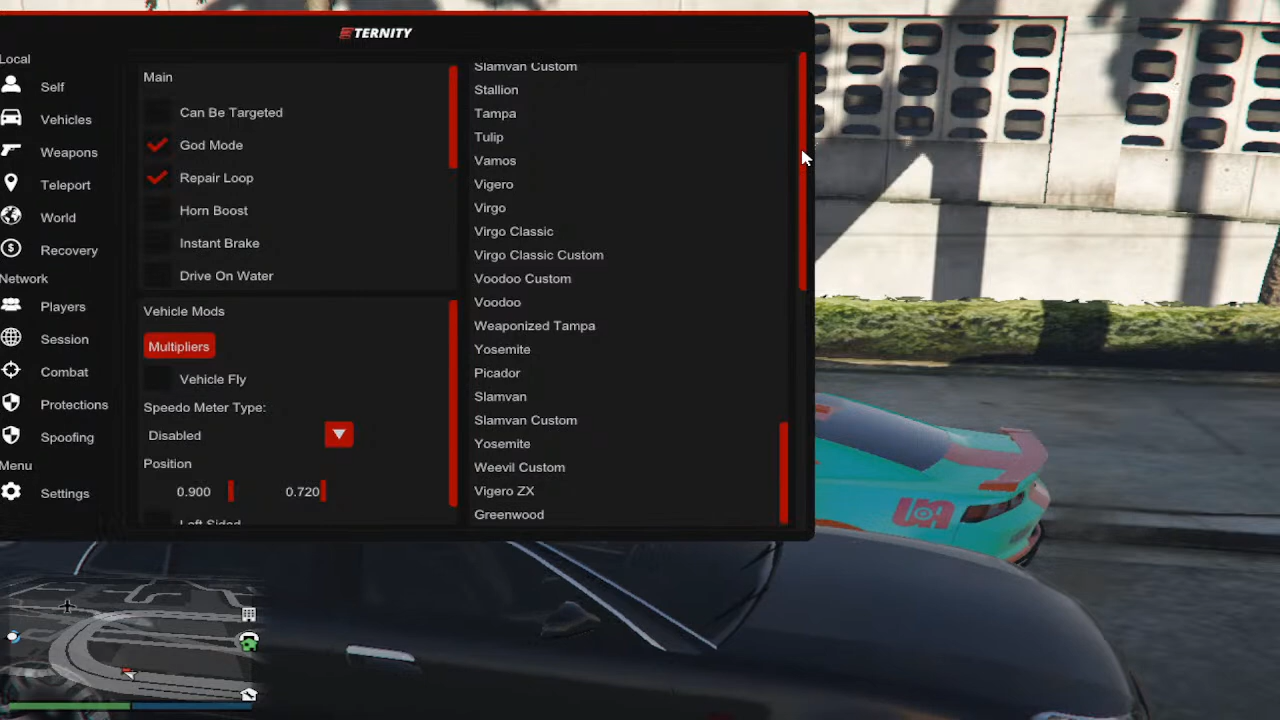 ETERNITY
Local
Self
Vehicles
Weapons
Teleport
World
Recovery
Network
Players
Session
Combat
Protections
Spoofing
Menu
Settings
Main
Can Be Targeted
God Mode
Repair Loop
Horn Boost
Instant Brake
Drive On Water
Vehicle Mods
Multipliers
Vehicle Fly
Speedo Meter Type:
Disabled
Position
0.900 0.720
Left Sided
Slamvan Custom
Stallion
Tampa
Tulip
Vamos
Vigero
Virgo
Virgo Classic
Virgo Classic Custom
Voodoo Custom
Voodoo
Weaponized Tampa
Yosemite
Picador
Slamvan
Slamvan Custom
Yosemite
Weevil Custom
Vigero ZX
Greenwood